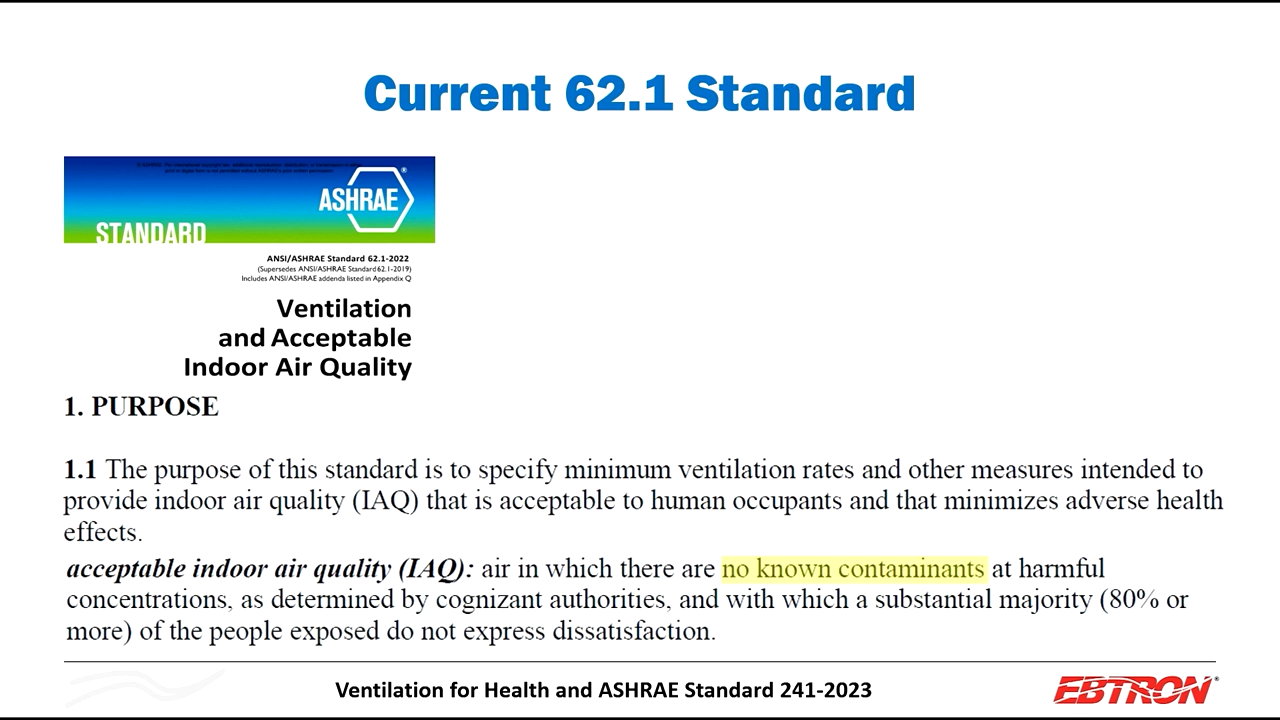 Current 62.1 Standard
ASHRAE®
STANDARD
ANSI/ASHRAE Standard 62.1-2022
(Supersedes ANSI/ASHRAE Standard 62.1-2019)
Includes ANSI/ASHRAE addenda listed in Appendix Q
Ventilation
and Acceptable
Indoor Air Quality
1. PURPOSE
1.1 The purpose of this standard is to specify minimum ventilation rates and other measures intended to
provide indoor air quality (IAQ) that is acceptable to human occupants and that minimizes adverse health
effects.
acceptable indoor air quality (IAQ): air in which there are no known contaminants at harmful
concentrations, as determined by cognizant authorities, and with which a substantial majority (80% or
more) of the people exposed do not express dissatisfaction.
Ventilation for Health and ASHRAE Standard 241-2023
EBTRON®